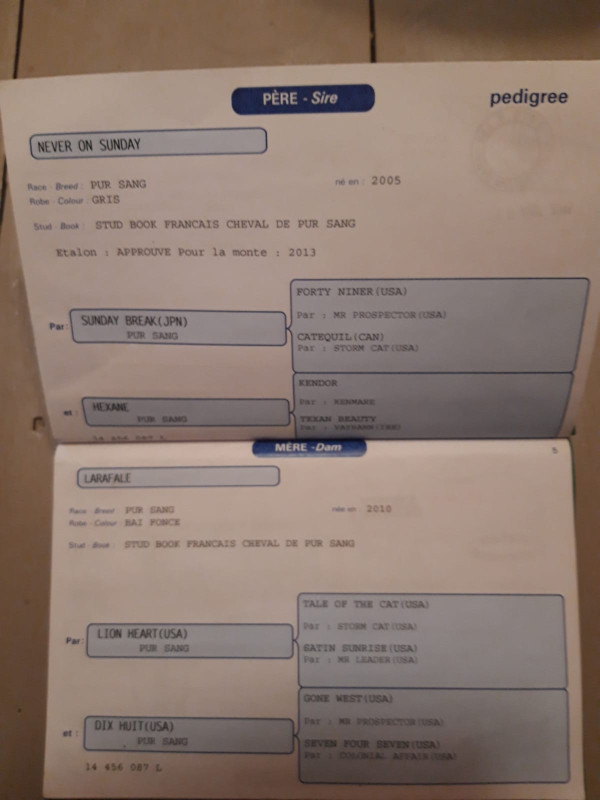 PÈRE - Sire
pedigree
NEVER ON SUNDAY
Race - Breed : PUR SANG
né en : 2005
Robe - Colour : GRIS
Stud - Book : STUD BOOK FRANCAIS CHEVAL DE PUR SANG
Etalon : APPROUVE Pour la monte : 2013
FORTY NINER(USA)
Par : MR PROSPECTOR(USA)
Par : SUNDAY BREAK(JPN)
PUR SANG
CATEQUIL(CAN)
Par : STORM CAT(USA)
KENDOR
Par : KENMARE
et : HEXANE
PUR SANG
TEXAN BEAUTY
14 456 087 L
MÈRE - Dam
5
LARAFALE
Race - Breed : PUR SANG
née en : 2010
Robe - Colour : BAI FONCE
Stud - Book : STUD BOOK FRANCAIS CHEVAL DE PUR SANG
TALE OF THE CAT(USA)
Par : STORM CAT(USA)
Par : LION HEART(USA)
PUR SANG
SATIN SUNRISE(USA)
Par : MR LEADER(USA)
GONE WEST(USA)
Par : MR PROSPECTOR(USA)
et : DIX HUIT(USA)
PUR SANG
SEVEN FOUR SEVEN(USA)
Par : COLONIAL AFFAIR(USA)
14 456 087 L